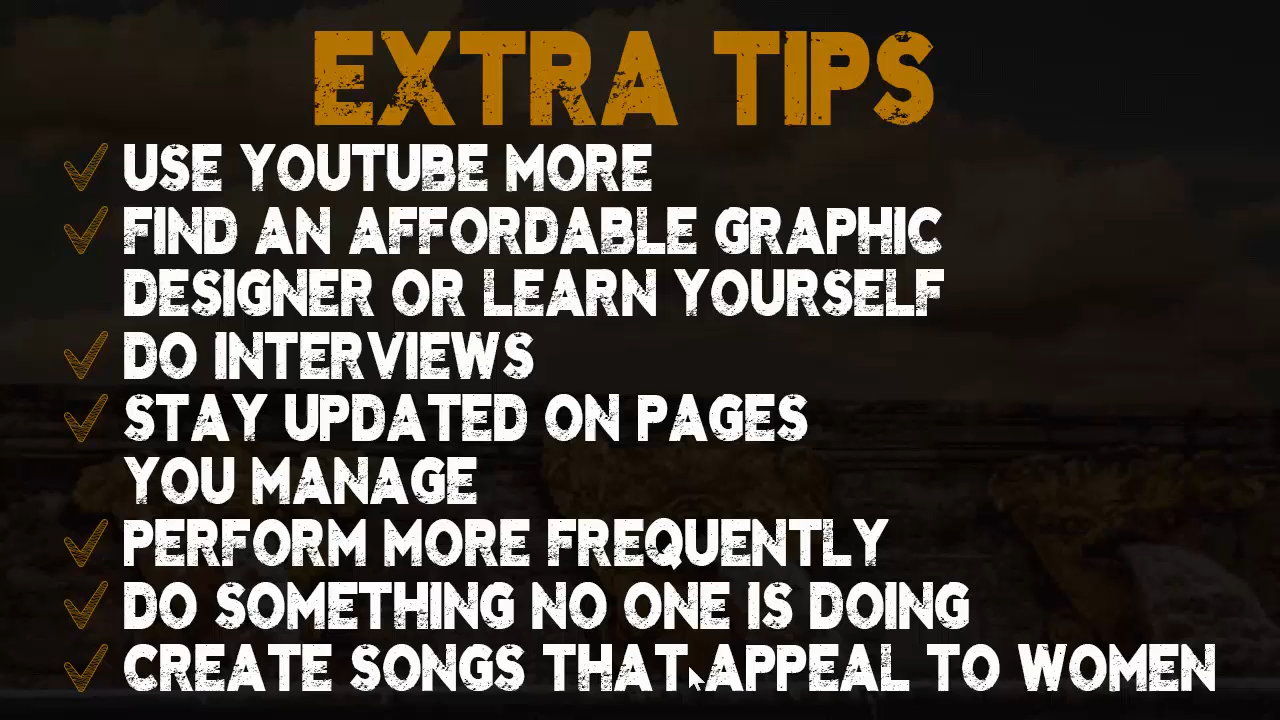 EXTRA TIPS
USE YOUTUBE MORE
FIND AN AFFORDABLE GRAPHIC
DESIGNER OR LEARN YOURSELF
DO INTERVIEWS
STAY UPDATED ON PAGES
YOU MANAGE
PERFORM MORE FREQUENTLY
DO SOMETHING NO ONE IS DOING
CREATE SONGS THAT APPEAL TO WOMEN